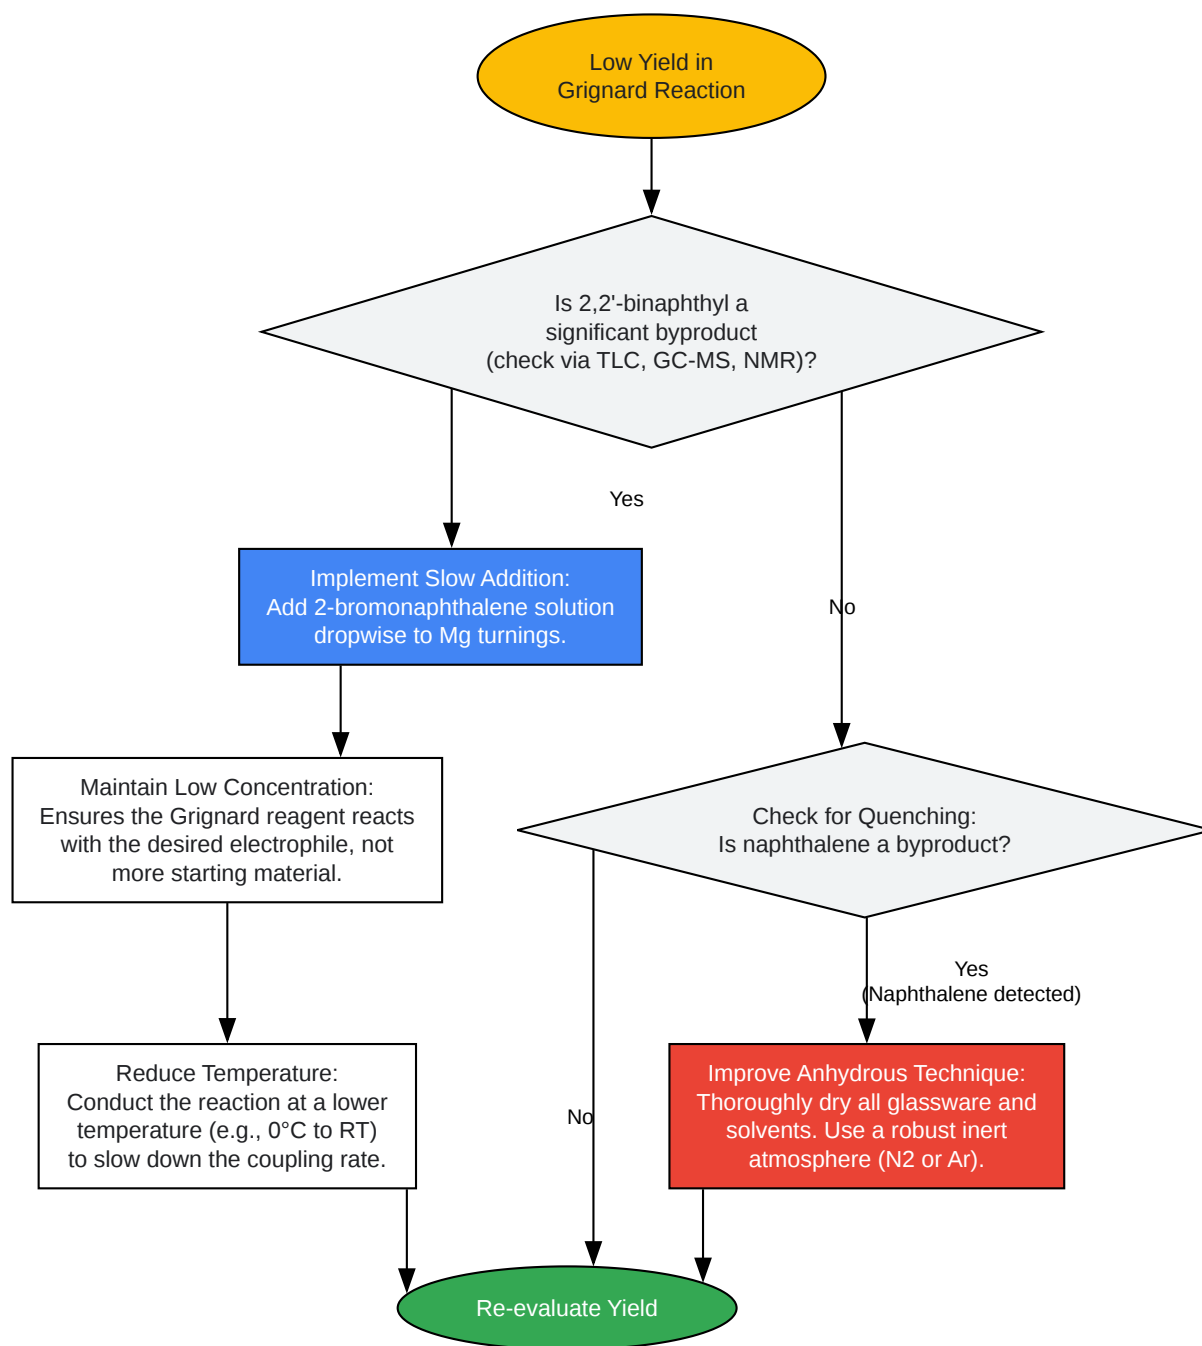 Low Yield in
Grignard Reaction
Is 2,2'-binaphthyl a
significant byproduct
(check via TLC, GC-MS, NMR)?
Yes
Implement Slow Addition:
Add 2-bromonaphthalene solution
dropwise to Mg turnings.
No
Maintain Low Concentration:
Ensures the Grignard reagent reacts
with the desired electrophile, not
more starting material.
Check for Quenching:
Is naphthalene a byproduct?
Yes
(Naphthalene detected)
Reduce Temperature:
Conduct the reaction at a lower
temperature (e.g., 0°C to RT)
to slow down the coupling rate.
No
Improve Anhydrous Technique:
Thoroughly dry all glassware and
solvents. Use a robust inert
atmosphere (N2 or Ar).
Re-evaluate Yield